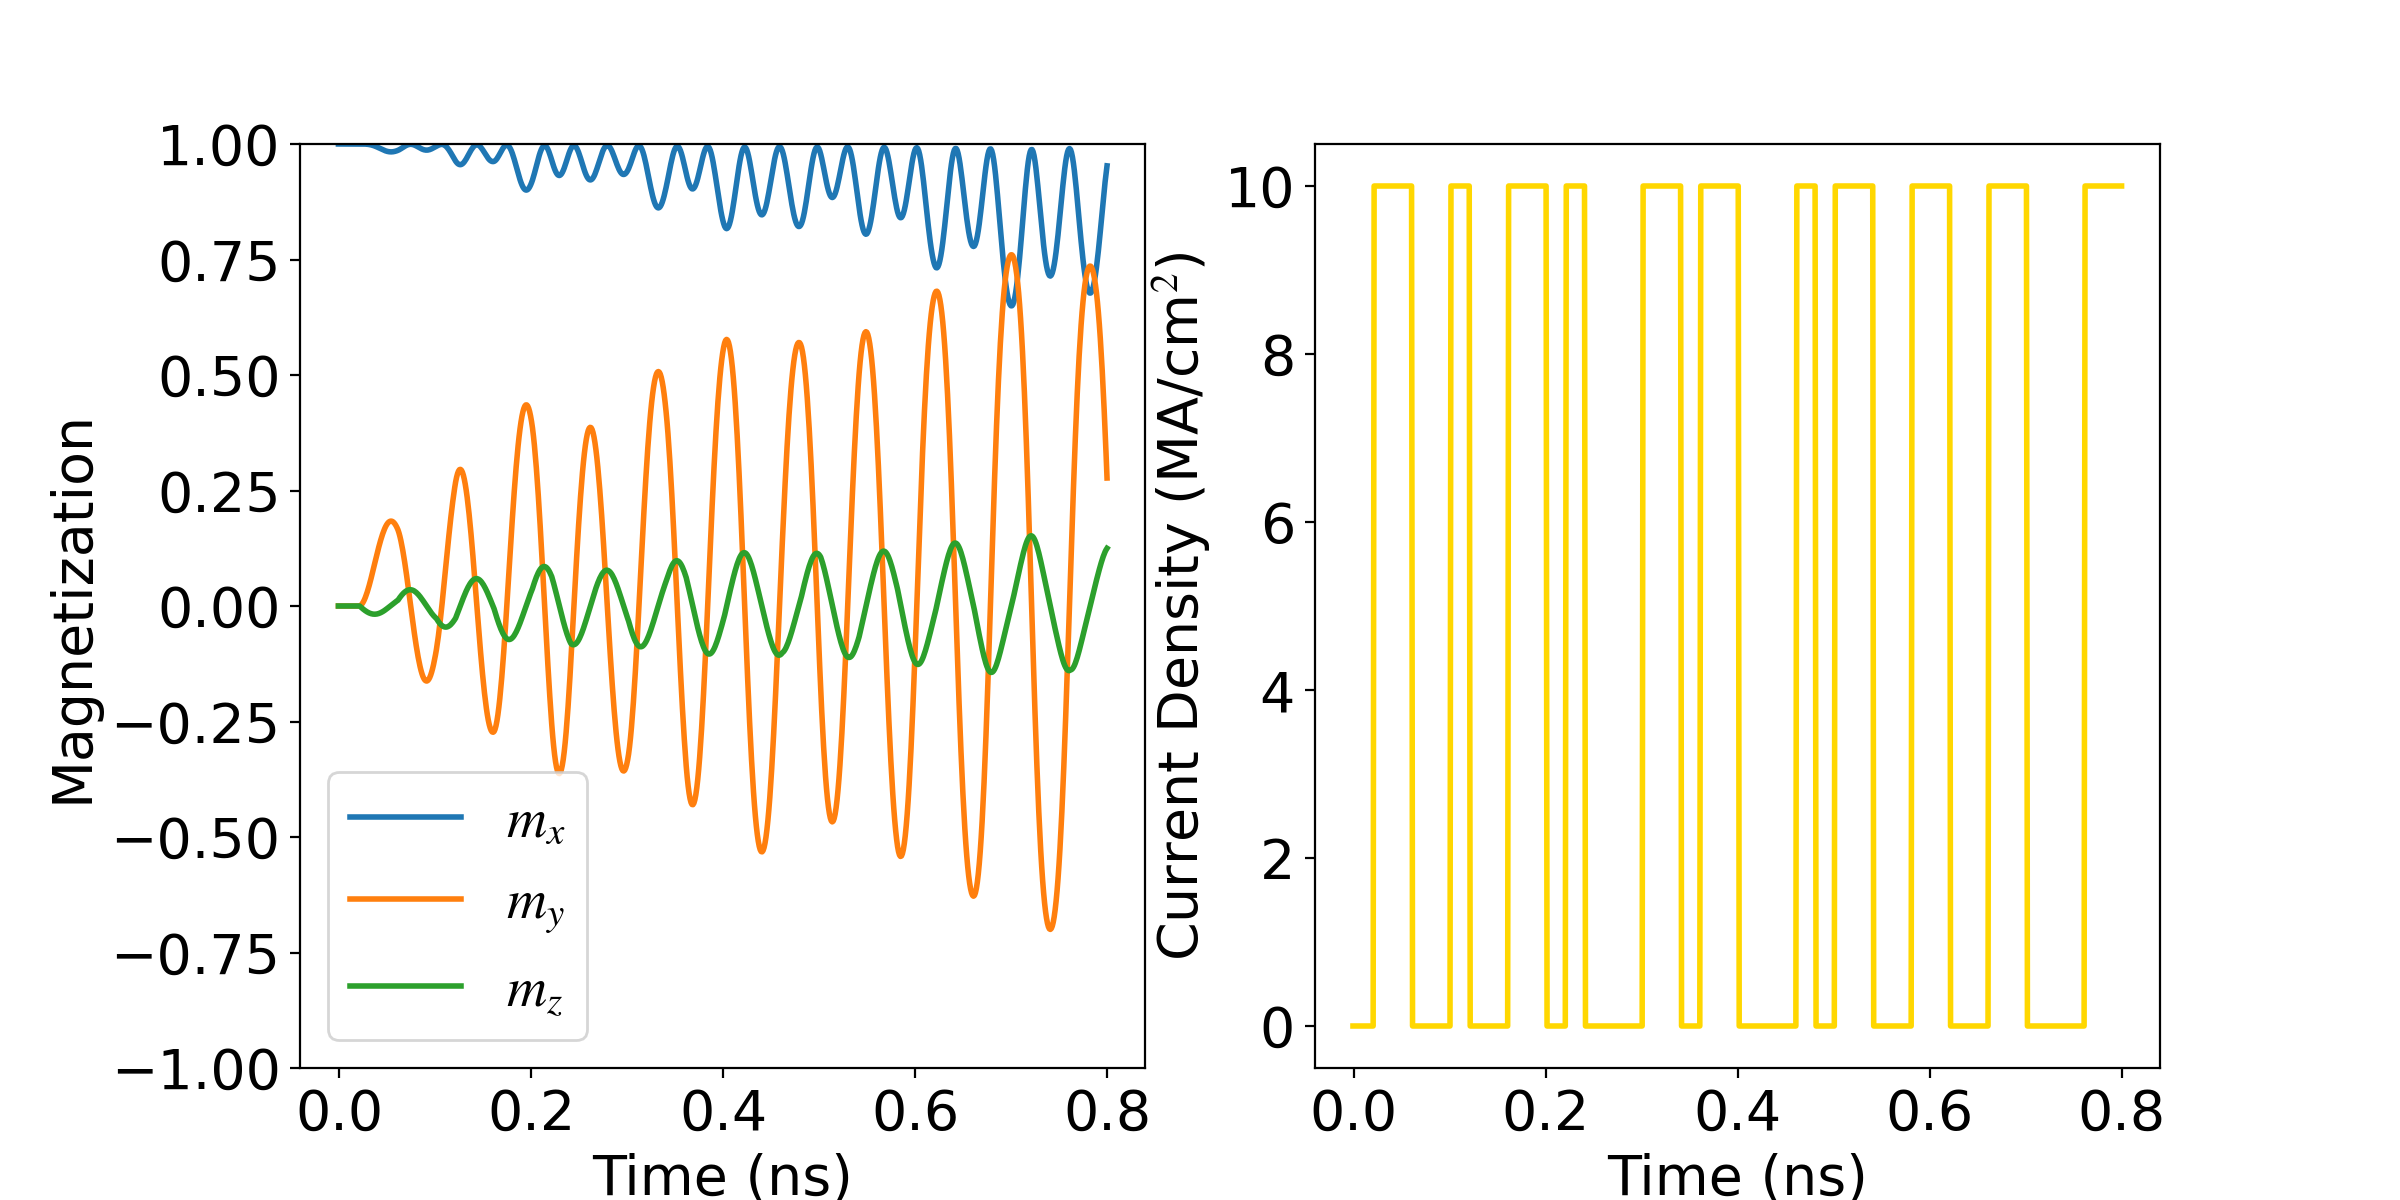 Magnetization
1.00
0.75
0.50
0.25
0.00
−0.25
−0.50
−0.75
−1.00
m_x
m_y
m_z
0.0 0.2 0.4 0.6 0.8
Time (ns)
Current Density (MA/cm²)
10
8
6
4
2
0
0.0 0.2 0.4 0.6 0.8
Time (ns)